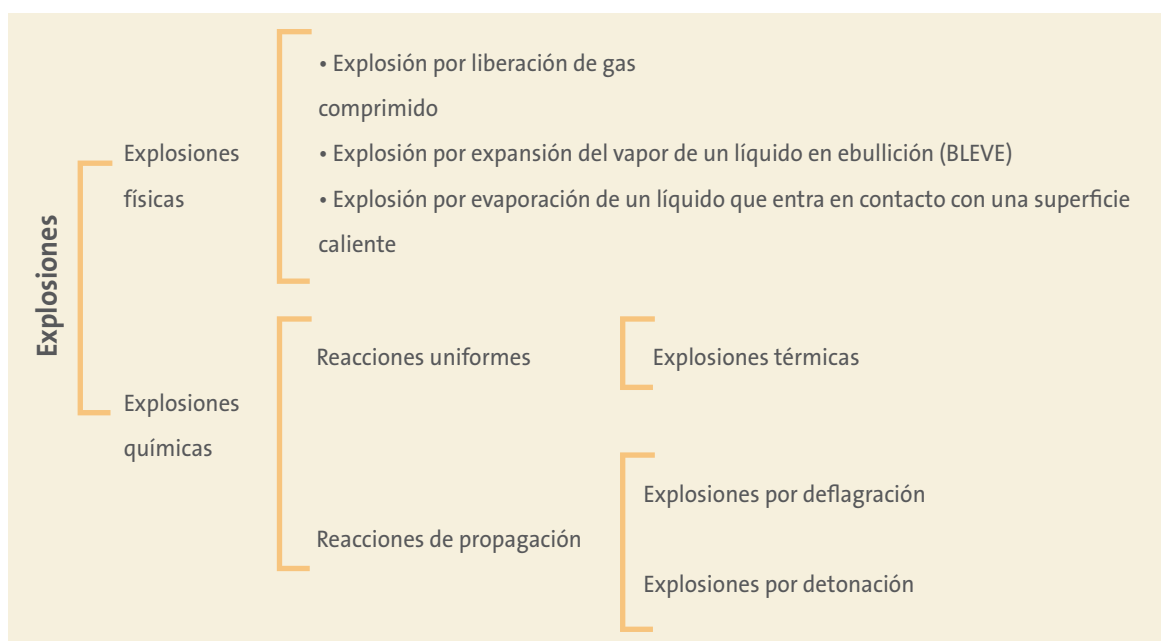 Explosiones
Explosiones
físicas
• Explosión por liberación de gas
comprimido
• Explosión por expansión del vapor de un líquido en ebullición (BLEVE)
• Explosión por evaporación de un líquido que entra en contacto con una superficie
caliente
Explosiones
químicas
Reacciones uniformes
Explosiones térmicas
Reacciones de propagación
Explosiones por deflagración
Explosiones por detonación